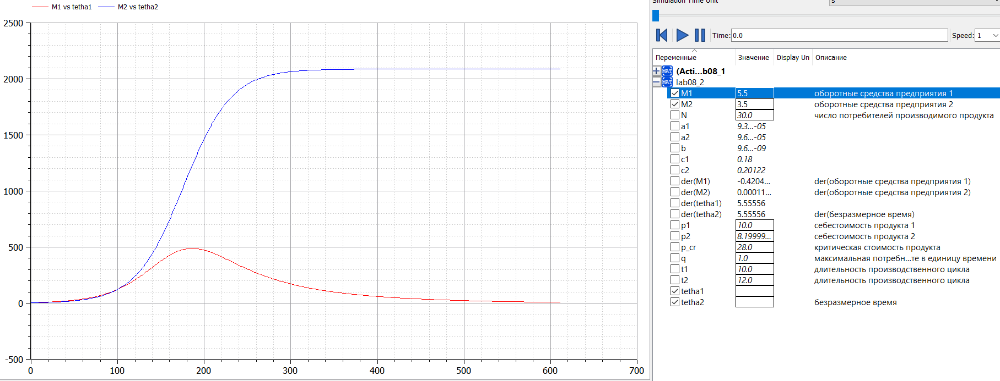 M1 vs tetha1 M2 vs tetha2
2500
2000
1500
1000
500
0
-500
0 100 200 300 400 500 600 700
Simulation Time Unit s
Time: 0.0 Speed: 1
Переменные Значение Display Un Описание
(Acti...b08_1
lab08_2
M1 5.5 оборотные средства предприятия 1
M2 3.5 оборотные средства предприятия 2
N 30.0 число потребителей производимого продукта
a1 9.3...-05
a2 9.6...-05
b 9.6...-09
c1 0.18
c2 0.20122
der(M1) -0.4204... der(оборотные средства предприятия 1)
der(M2) 0.00011... der(оборотные средства предприятия 2)
der(tetha1) 5.55556
der(tetha2) 5.55556 der(безразмерное время)
p1 10.0 себестоимость продукта 1
p2 8.19999... себестоимость продукта 2
p_cr 28.0 критическая стоимость продукта
q 1.0 максимальная потребн...те в единицу времени
t1 10.0 длительность производственного цикла
t2 12.0 длительность производственного цикла
tetha1
tetha2 безразмерное время